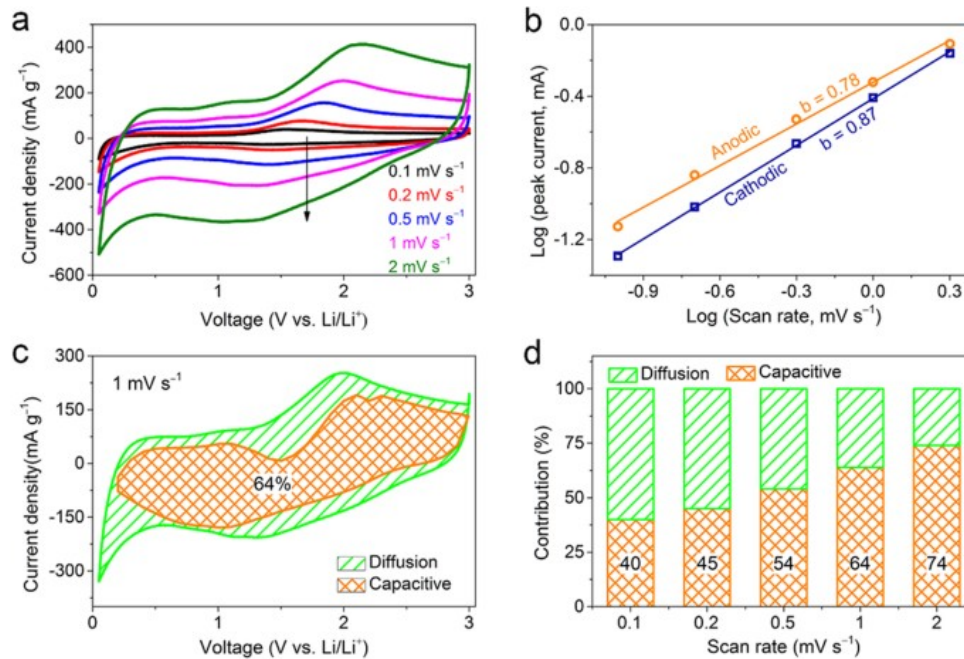 a
Current density (mA g⁻¹)
400
200
0
-200
-400
-600
0.1 mV s⁻¹
0.2 mV s⁻¹
0.5 mV s⁻¹
1 mV s⁻¹
2 mV s⁻¹
0 1 2 3
Voltage (V vs. Li/Li⁺)
b
Log (peak current, mA)
0.0
-0.4
-0.8
-1.2
Anodic b = 0.78
Cathodic b = 0.87
-0.9 -0.6 -0.3 0.0 0.3
Log (Scan rate, mV s⁻¹)
c
Current density(mA g⁻¹)
300
150
0
-150
-300
1 mV s⁻¹
64%
Diffusion
Capacitive
0 1 2 3
Voltage (V vs. Li/Li⁺)
d
Contribution (%)
Diffusion Capacitive
100
75
50
25
0
40 45 54 64 74
0.1 0.2 0.5 1 2
Scan rate (mV s⁻¹)